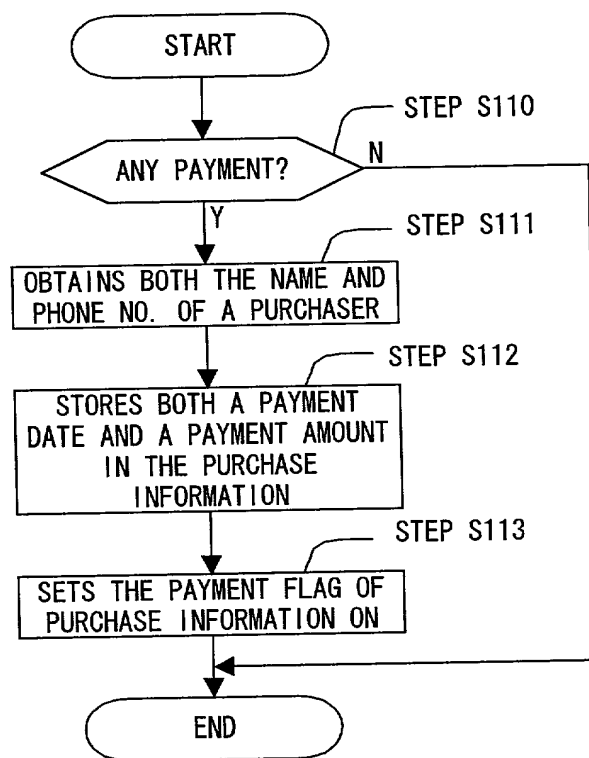 START
STEP S110
ANY PAYMENT?
N
Y
STEP S111
OBTAINS BOTH THE NAME AND
PHONE NO. OF A PURCHASER
STEP S112
STORES BOTH A PAYMENT
DATE AND A PAYMENT AMOUNT
IN THE PURCHASE
INFORMATION
STEP S113
SETS THE PAYMENT FLAG OF
PURCHASE INFORMATION ON
END